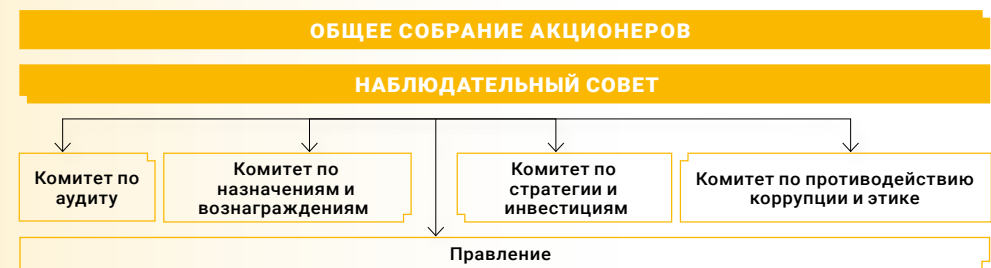 ОБЩЕЕ СОБРАНИЕ АКЦИОНЕРОВ
НАБЛЮДАТЕЛЬНЫЙ СОВЕТ
Комитет по
аудиту
Комитет по
назначениям и
вознаграждениям
Комитет по
стратегии и
инвестициям
Комитет по противодействию
коррупции и этике
Правление